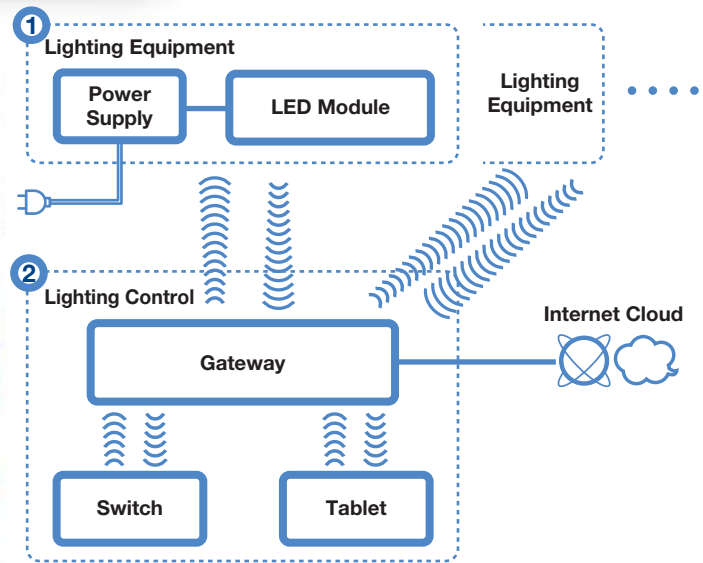 1
Lighting Equipment
Power
Supply
LED Module
Lighting
Equipment
2
Lighting Control
Gateway
Internet Cloud
Switch
Tablet